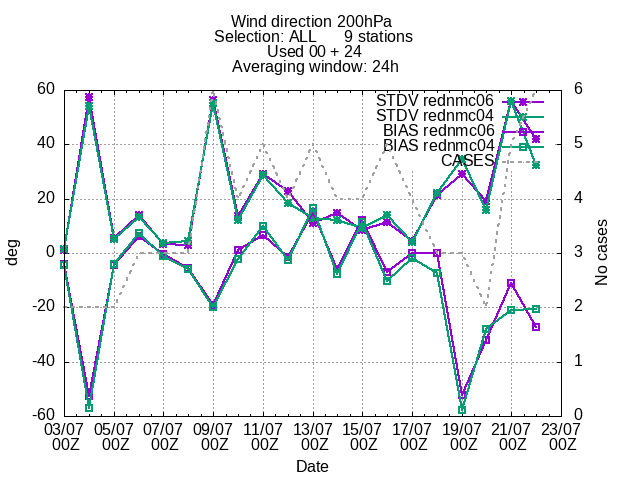 Wind direction 200hPa
Selection: ALL 9 stations
Used 00 + 24
Averaging window: 24h
STDV rednmc06
STDV rednmc04
BIAS rednmc06
BIAS rednmc04
CASES
60
40
20
0
-20
-40
-60
deg
6
5
4
3
2
1
0
No cases
03/07 05/07 07/07 09/07 11/07 13/07 15/07 17/07 19/07 21/07 23/07
00Z 00Z 00Z 00Z 00Z 00Z 00Z 00Z 00Z 00Z 00Z
Date